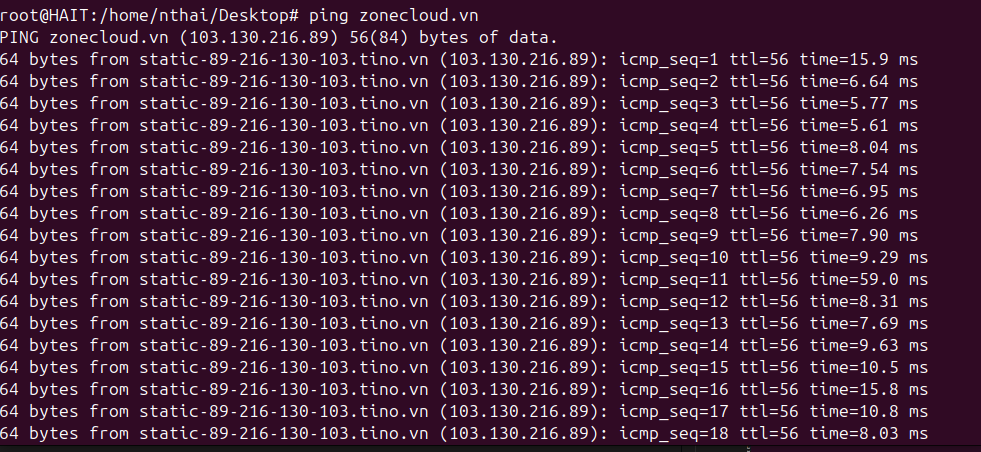 root@HAIT:/home/nthai/Desktop# ping zonecloud.vn
PING zonecloud.vn (103.130.216.89) 56(84) bytes of data.
64 bytes from static-89-216-130-103.tino.vn (103.130.216.89): icmp_seq=1 ttl=56 time=15.9 ms
64 bytes from static-89-216-130-103.tino.vn (103.130.216.89): icmp_seq=2 ttl=56 time=6.64 ms
64 bytes from static-89-216-130-103.tino.vn (103.130.216.89): icmp_seq=3 ttl=56 time=5.77 ms
64 bytes from static-89-216-130-103.tino.vn (103.130.216.89): icmp_seq=4 ttl=56 time=5.61 ms
64 bytes from static-89-216-130-103.tino.vn (103.130.216.89): icmp_seq=5 ttl=56 time=8.04 ms
64 bytes from static-89-216-130-103.tino.vn (103.130.216.89): icmp_seq=6 ttl=56 time=7.54 ms
64 bytes from static-89-216-130-103.tino.vn (103.130.216.89): icmp_seq=7 ttl=56 time=6.95 ms
64 bytes from static-89-216-130-103.tino.vn (103.130.216.89): icmp_seq=8 ttl=56 time=6.26 ms
64 bytes from static-89-216-130-103.tino.vn (103.130.216.89): icmp_seq=9 ttl=56 time=7.90 ms
64 bytes from static-89-216-130-103.tino.vn (103.130.216.89): icmp_seq=10 ttl=56 time=9.29 ms
64 bytes from static-89-216-130-103.tino.vn (103.130.216.89): icmp_seq=11 ttl=56 time=59.0 ms
64 bytes from static-89-216-130-103.tino.vn (103.130.216.89): icmp_seq=12 ttl=56 time=8.31 ms
64 bytes from static-89-216-130-103.tino.vn (103.130.216.89): icmp_seq=13 ttl=56 time=7.69 ms
64 bytes from static-89-216-130-103.tino.vn (103.130.216.89): icmp_seq=14 ttl=56 time=9.63 ms
64 bytes from static-89-216-130-103.tino.vn (103.130.216.89): icmp_seq=15 ttl=56 time=10.5 ms
64 bytes from static-89-216-130-103.tino.vn (103.130.216.89): icmp_seq=16 ttl=56 time=15.8 ms
64 bytes from static-89-216-130-103.tino.vn (103.130.216.89): icmp_seq=17 ttl=56 time=10.8 ms
64 bytes from static-89-216-130-103.tino.vn (103.130.216.89): icmp_seq=18 ttl=56 time=8.03 ms